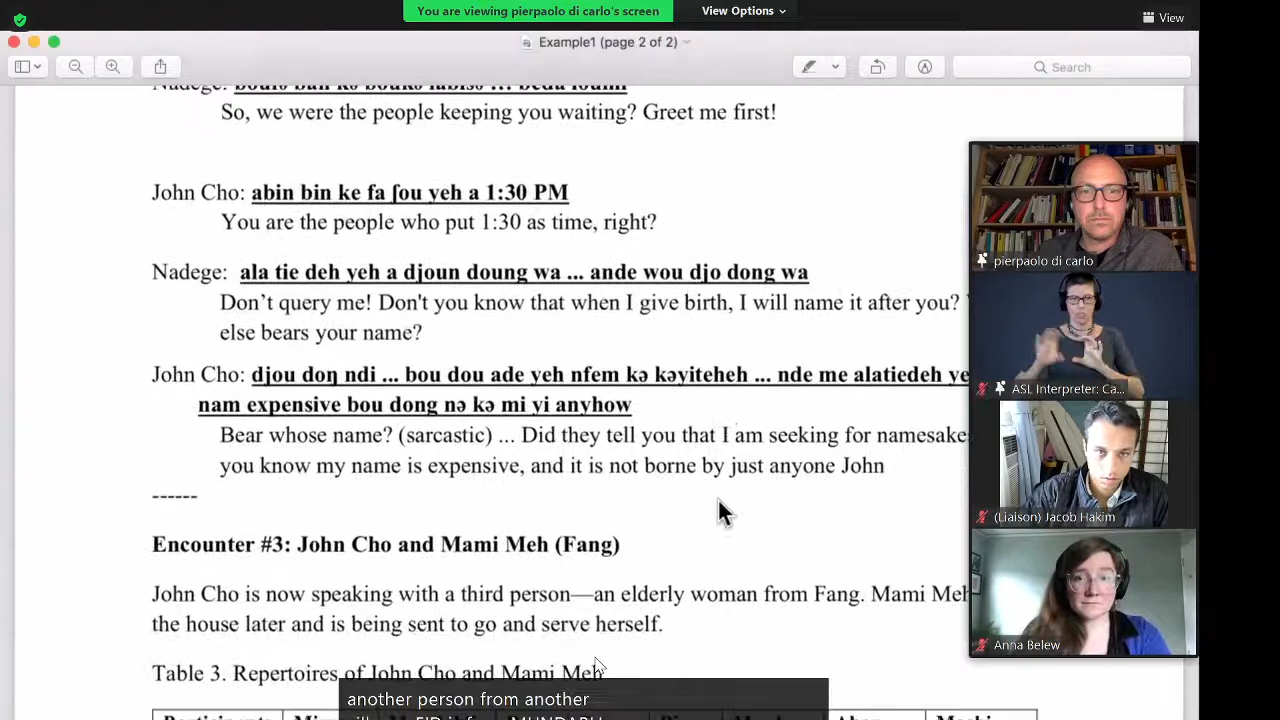 You are viewing pierpaolo di carlo's screen
View Options
View
Example1 (page 2 of 2)
Search
Nadege: boufə ban kə boukə fabisə ... beda foumi
So, we were the people keeping you waiting? Greet me first!
John Cho: abin bin ke fa ʃou yeh a 1:30 PM
You are the people who put 1:30 as time, right?
Nadege: ala tie deh yeh a djoun doung wa ... ande wou djo dong wa
Don't query me! Don't you know that when I give birth, I will name it after you?
else bears your name?
John Cho: djou doŋ ndi ... bou dou ade yeh nfem kə kəyiteheh ... nde me alatiedeh ye
nam expensive bou dong nə kə mi yi anyhow
Bear whose name? (sarcastic) ... Did they tell you that I am seeking for namesake
you know my name is expensive, and it is not borne by just anyone John
------
Encounter #3: John Cho and Mami Meh (Fang)
John Cho is now speaking with a third person—an elderly woman from Fang. Mami Meh
the house later and is being sent to go and serve herself.
Table 3. Repertoires of John Cho and Mami Meh
another person from another
pierpaolo di carlo
ASL Interpreter: Ca...
(Liaison) Jacob Hakim
Anna Belew